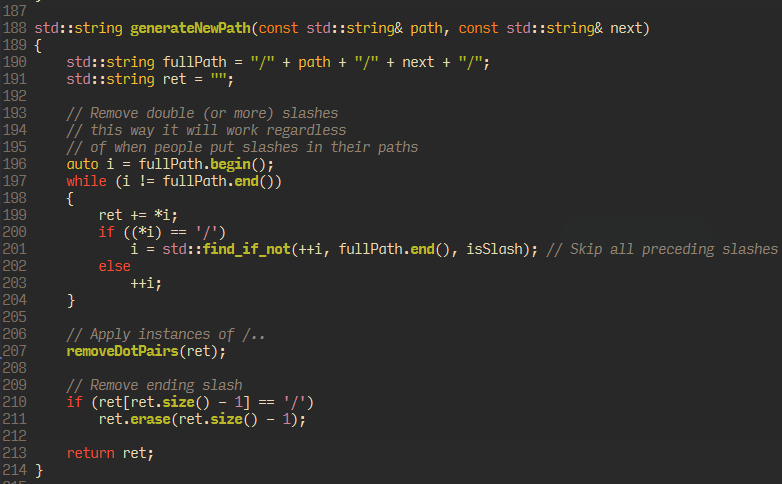 187
188 std::string generateNewPath(const std::string& path, const std::string& next)
189 {
190     std::string fullPath = "/" + path + "/" + next + "/";
191     std::string ret = "";
192
193     // Remove double (or more) slashes
194     // this way it will work regardless
195     // of when people put slashes in their paths
196     auto i = fullPath.begin();
197     while (i != fullPath.end())
198     {
199         ret += *i;
200         if ((*i) == '/')
201             i = std::find_if_not(++i, fullPath.end(), isSlash); // Skip all preceding slashes
202         else
203             ++i;
204     }
205
206     // Apply instances of /..
207     removeDotPairs(ret);
208
209     // Remove ending slash
210     if (ret[ret.size() - 1] == '/')
211         ret.erase(ret.size() - 1);
212
213     return ret;
214 }
215